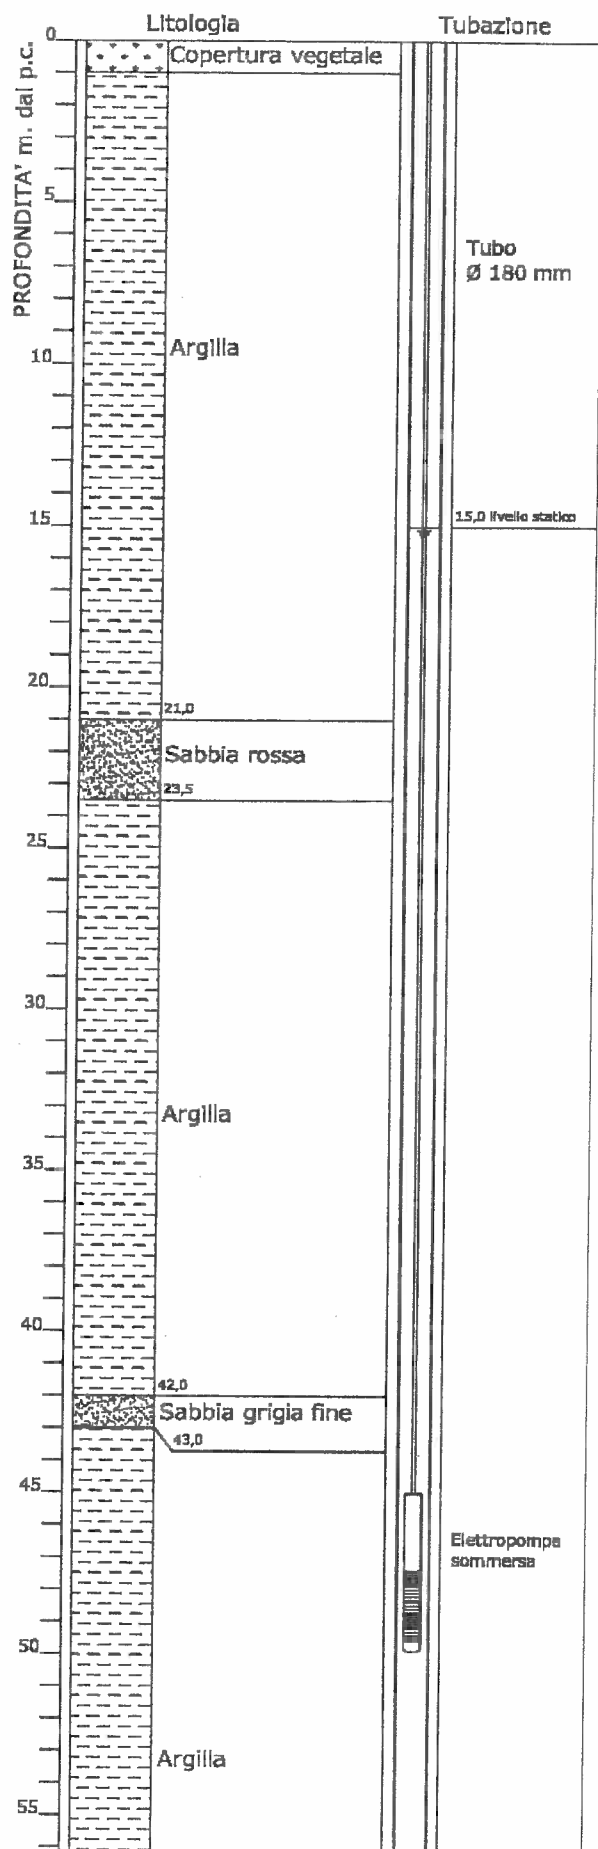 Litologia
Tubazione
PROFONDITA' m. dal p.c.
0
Copertura vegetale
5
Tubo
Ø 180 mm
Argilla
10
15
15,0 livello statico
20
21,0
Sabbia rossa
23,5
25
30
Argilla
35
40
42,0
Sabbia grigia fine
43,0
45
Elettropompa
sommersa
50
Argilla
55